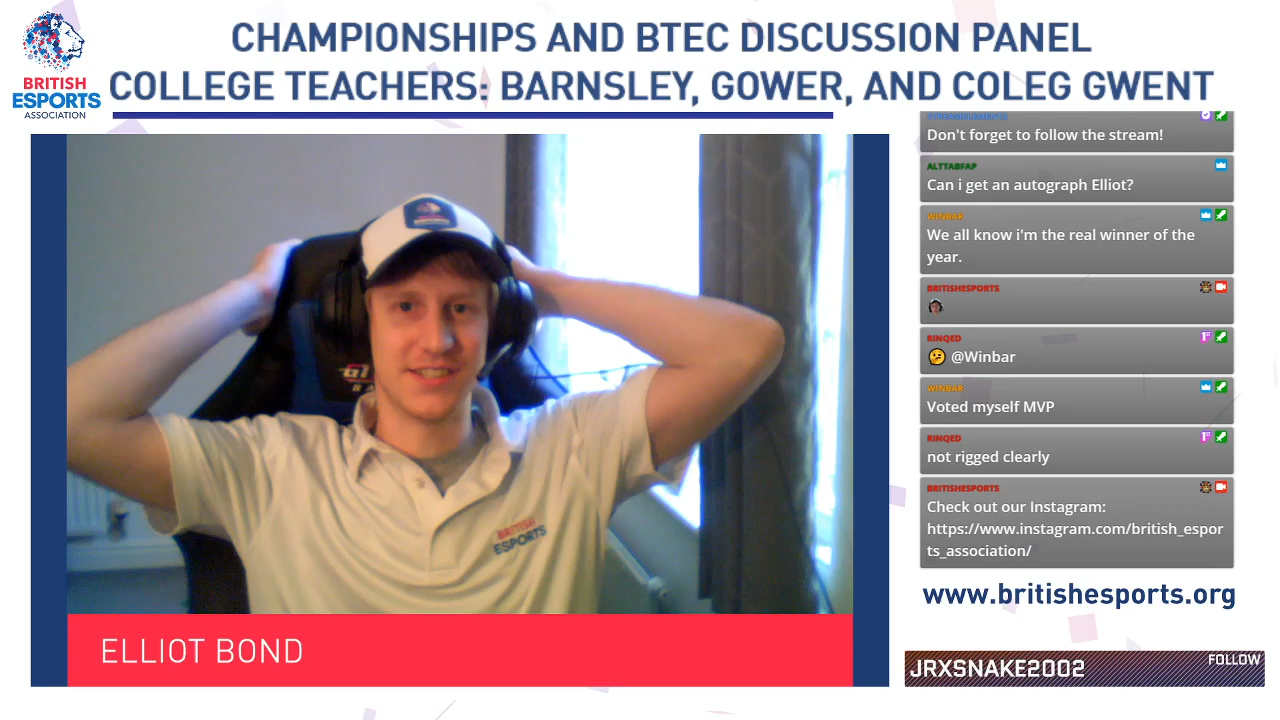 CHAMPIONSHIPS AND BTEC DISCUSSION PANEL
COLLEGE TEACHERS: BARNSLEY, GOWER, AND COLEG GWENT
BRITISH
ESPORTS
ASSOCIATION
BRITISH
ESPORTS
ELLIOT BOND
Don't forget to follow the stream!
ALTTABFAP
Can i get an autograph Elliot?
WINBAR
We all know i'm the real winner of the
year.
BRITISHESPORTS
RINQED
@Winbar
WINBAR
Voted myself MVP
RINQED
not rigged clearly
BRITISHESPORTS
Check out our Instagram:
https://www.instagram.com/british_espor
ts_association/
www.britishesports.org
JRXSNAKE2002
FOLLOW